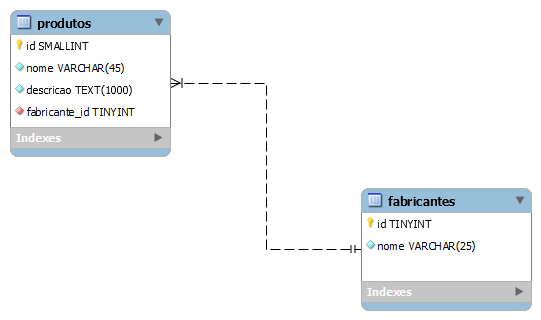 produtos
id SMALLINT
nome VARCHAR(45)
descricao TEXT(1000)
fabricante_id TINYINT
Indexes
fabricantes
id TINYINT
nome VARCHAR(25)
Indexes